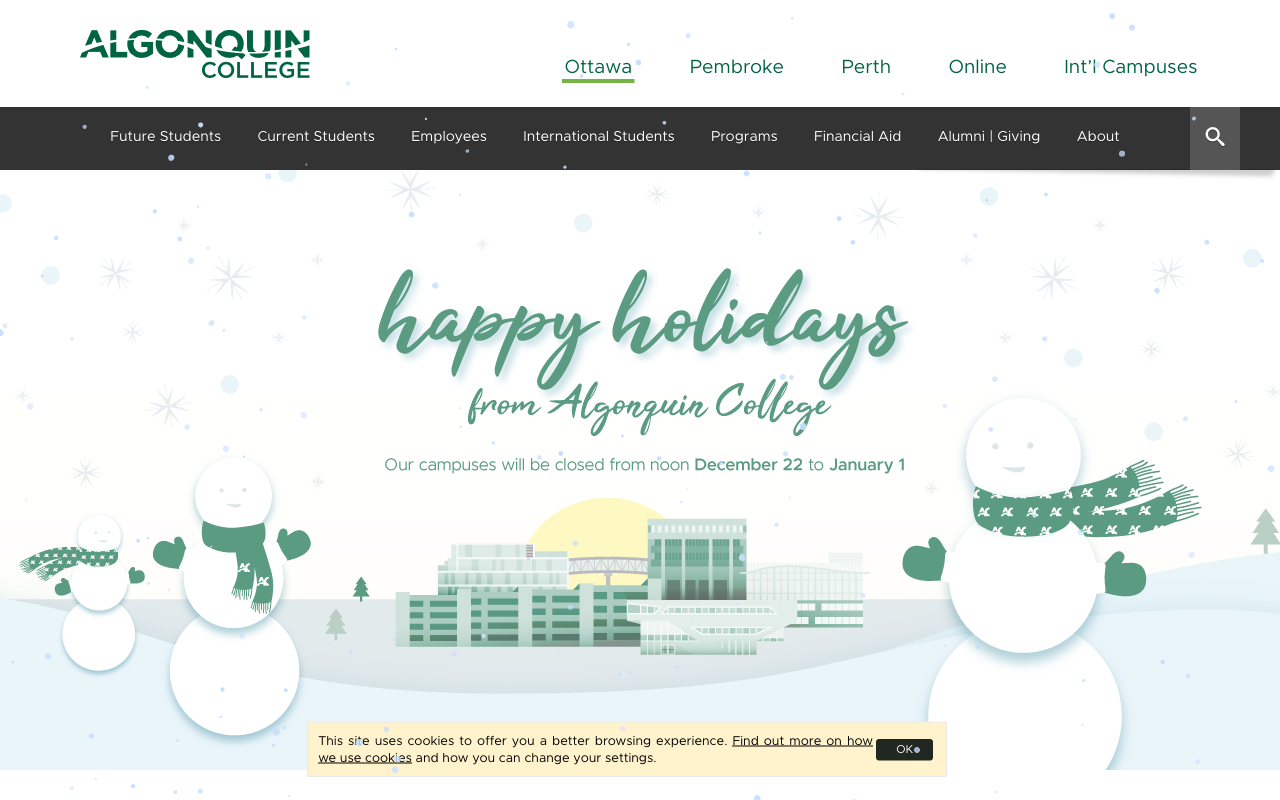 ALGONQUIN
COLLEGE
Ottawa Pembroke Perth Online Int'l Campuses
Future Students Current Students Employees International Students Programs Financial Aid Alumni | Giving About
happy holidays
from Algonquin College
Our campuses will be closed from noon December 22 to January 1
This site uses cookies to offer you a better browsing experience. Find out more on how
we use cookies and how you can change your settings.
OK